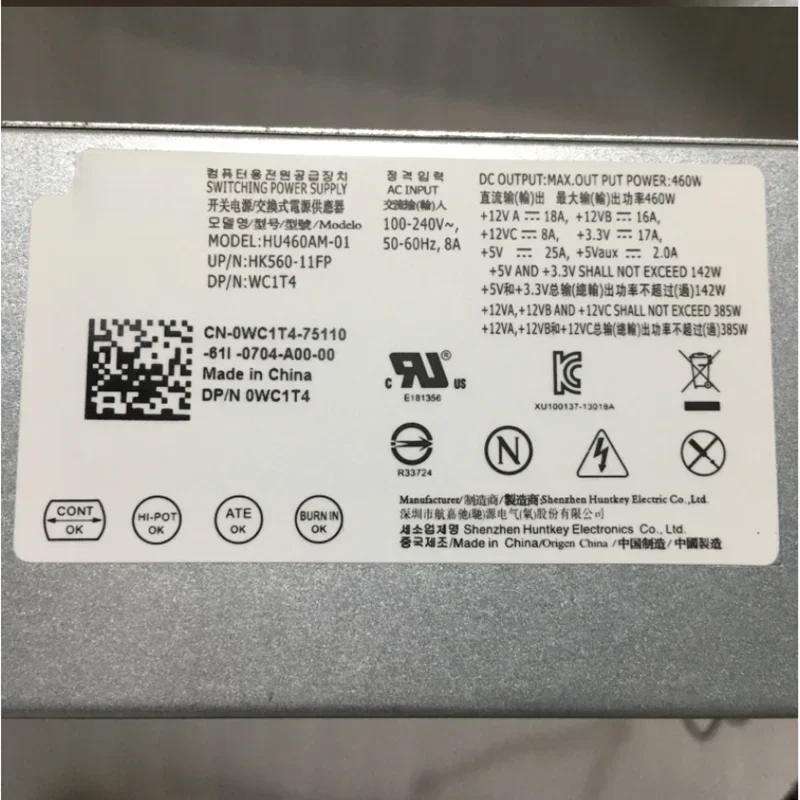 컴퓨터용전원공급장치
SWITCHING POWER SUPPLY
开关电源/交換式電源供應器
모델명/型号/型號/Modelo
MODEL:HU460AM-01
UP/N:HK560-11FP
DP/N:WC1T4
정격입력
AC INPUT
交流输(輸)入
100-240V~,
50-60Hz, 8A
DC OUTPUT:MAX.OUT PUT POWER:460W
直流输(輸)出 最大输(輸)出功率460W
+12V A ⎓ 18A, +12VB ⎓ 16A,
+12VC ⎓ 8A, +3.3V ⎓ 17A,
+5V ⎓ 25A, +5Vaux ⎓ 2.0A
+5V AND +3.3V SHALL NOT EXCEED 142W
+5V和+3.3V总输(總輸)出功率不超过(過)142W
+12VA,+12VB AND +12VC SHALL NOT EXCEED 385W
+12VA,+12VB和+12VC总输(總輸)出功率不超过(過)385W
CN-0WC1T4-75110
-61I -0704-A00-00
Made in China
DP/N 0WC1T4
c RU ® US
E181356
KC
XU100137-13018A
R33724
N
CONT
OK
HI-POT
OK
ATE
OK
BURN IN
OK
Manufacturer/制造商/製造商:Shenzhen Huntkey Electric Co.,Ltd.
深圳市航嘉驰(馳)源电气(氣)股份有限公司
제조업체명 Shenzhen Huntkey Electronics Co., Ltd.
중국제조/Made in China/Origen China /中国制造/ 中國製造